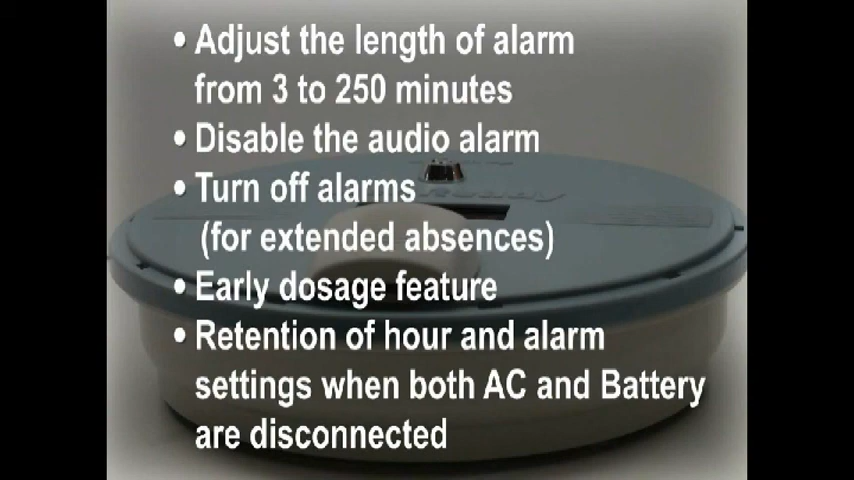 • Adjust the length of alarm
from 3 to 250 minutes
• Disable the audio alarm
• Turn off alarms
(for extended absences)
• Early dosage feature
• Retention of hour and alarm
settings when both AC and Battery
are disconnected